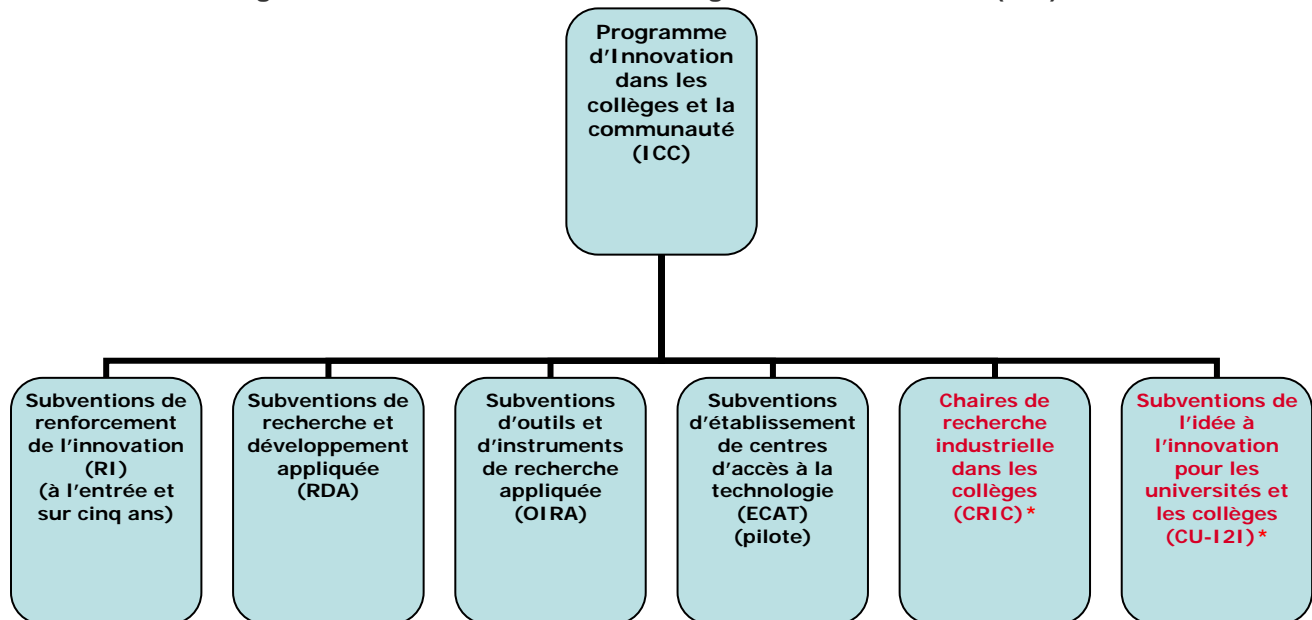 Programme
d'Innovation
dans les
collèges et la
communauté
(ICC)
Subventions de
renforcement
de l'innovation
(RI)
(à l'entrée et
sur cinq ans)
Subventions de
recherche et
développement
appliquée
(RDA)
Subventions
d'outils et
d'instruments
de recherche
appliquée
(OIRA)
Subventions
d'établissement
de centres
d'accès à la
technologie
(ECAT)
(pilote)
Chaires de
recherche
industrielle
dans les
collèges
(CRIC)*
Subventions de
l'idée à
l'innovation
pour les
universités et
les collèges
(CU-I2I)*